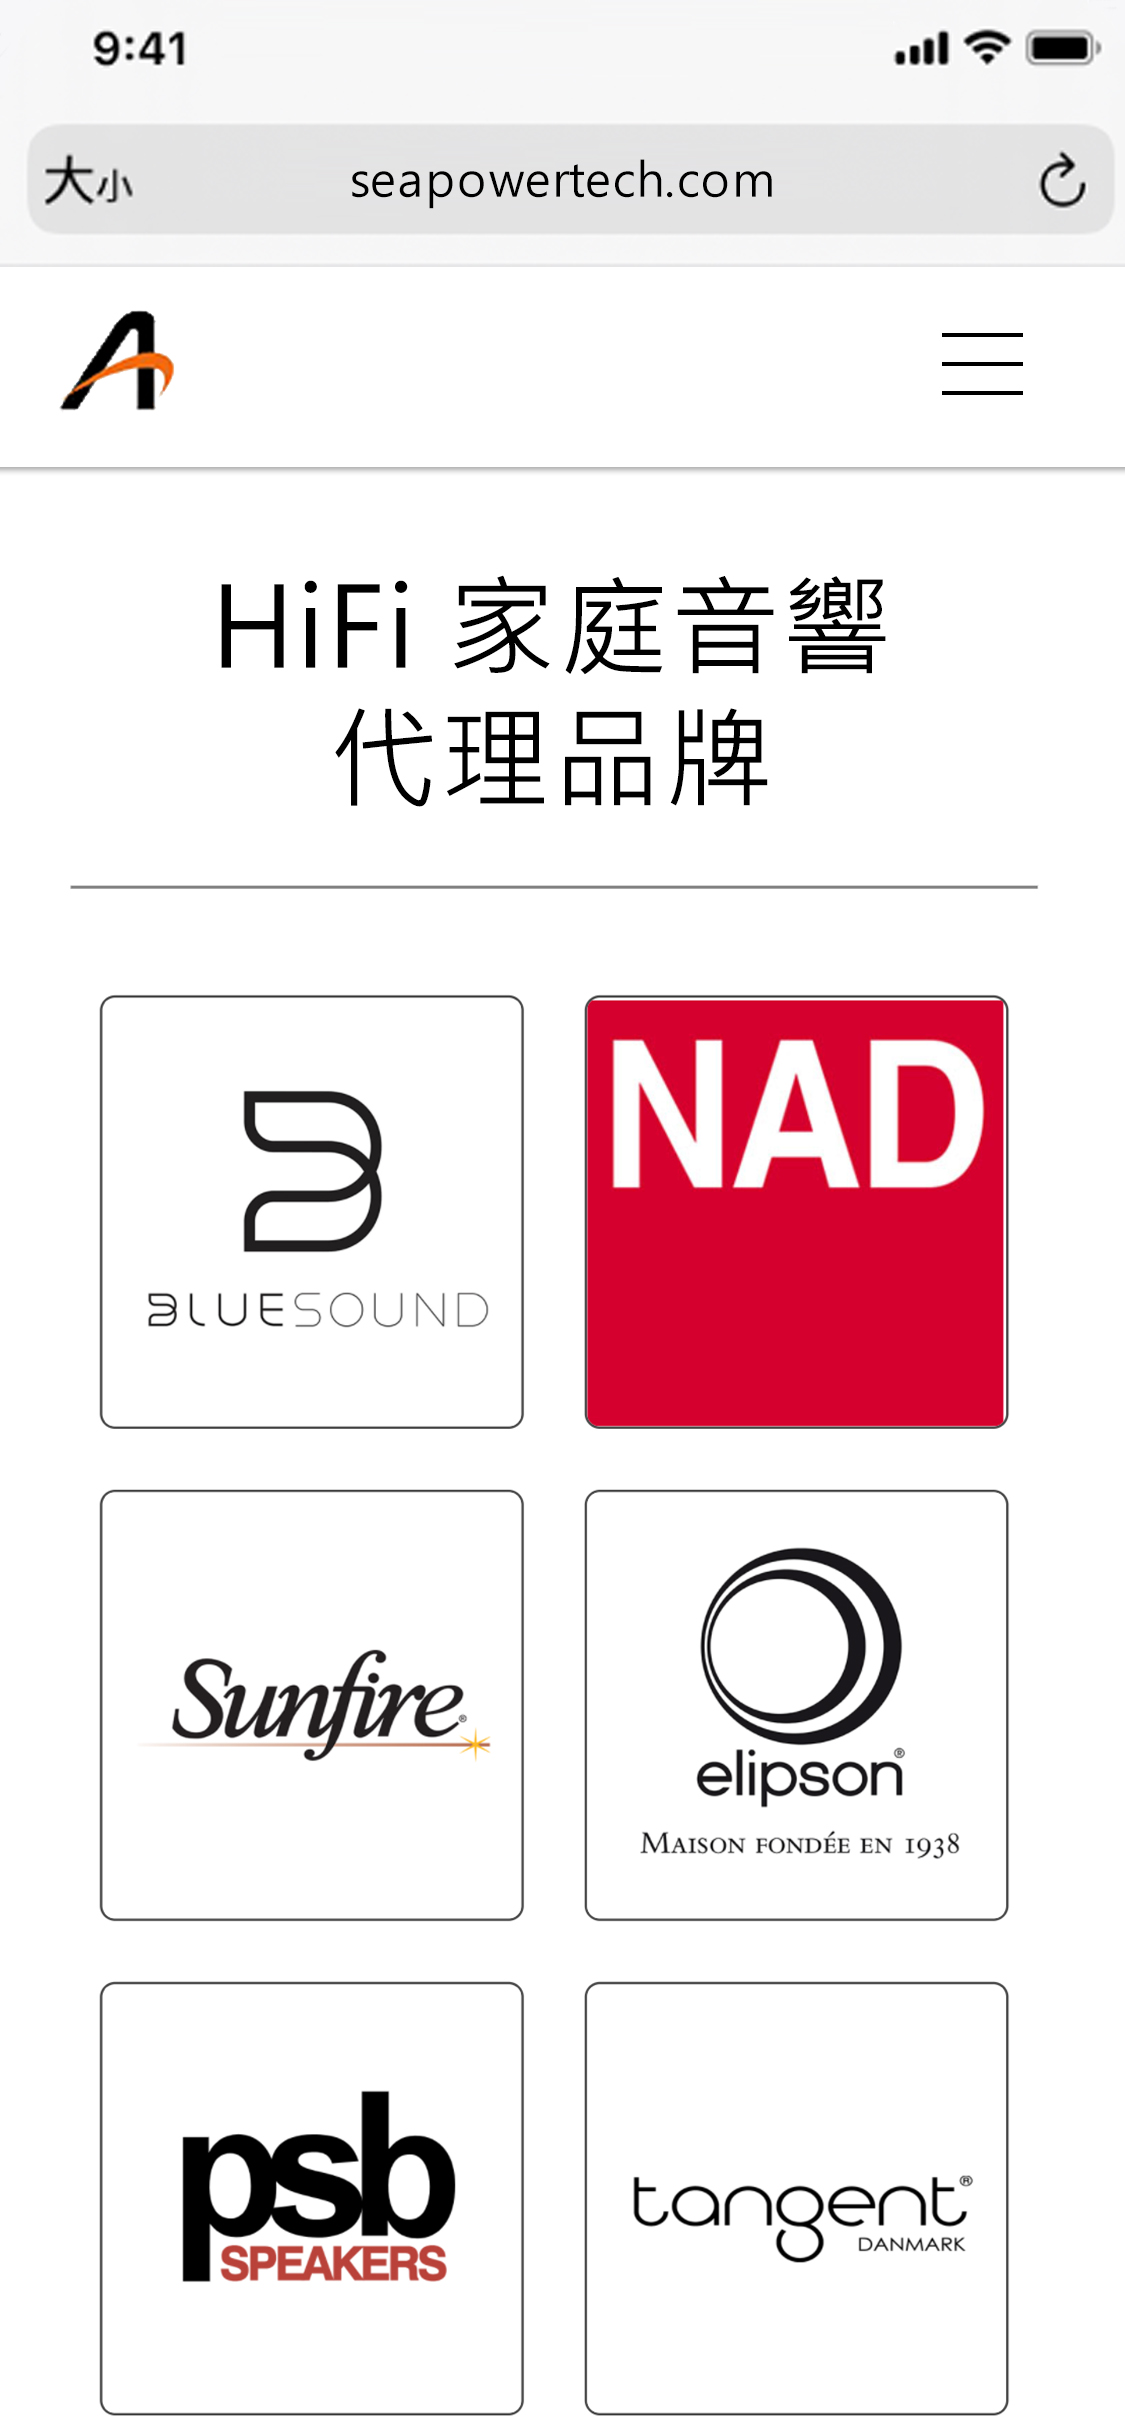 9:41
大小 seapowertech.com
HiFi 家庭音響
代理品牌
BLUESOUND
NAD
Sunfire®
elipson®
MAISON FONDÉE EN 1938
psb
SPEAKERS
tangent®
DANMARK